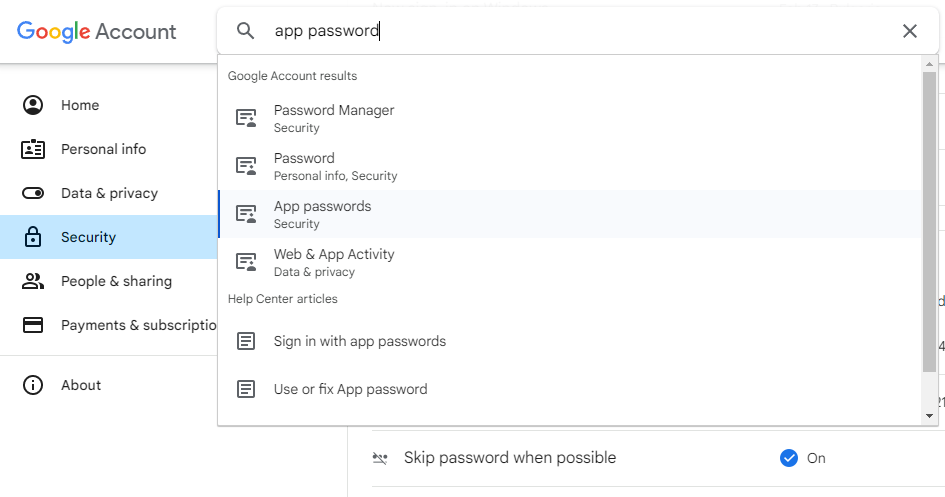 Google Account
app password
Home
Personal info
Data & privacy
Security
People & sharing
Payments & subscriptio
About
Google Account results
Password Manager
Security
Password
Personal info, Security
App passwords
Security
Web & App Activity
Data & privacy
Help Center articles
Sign in with app passwords
Use or fix App password
Skip password when possible
On